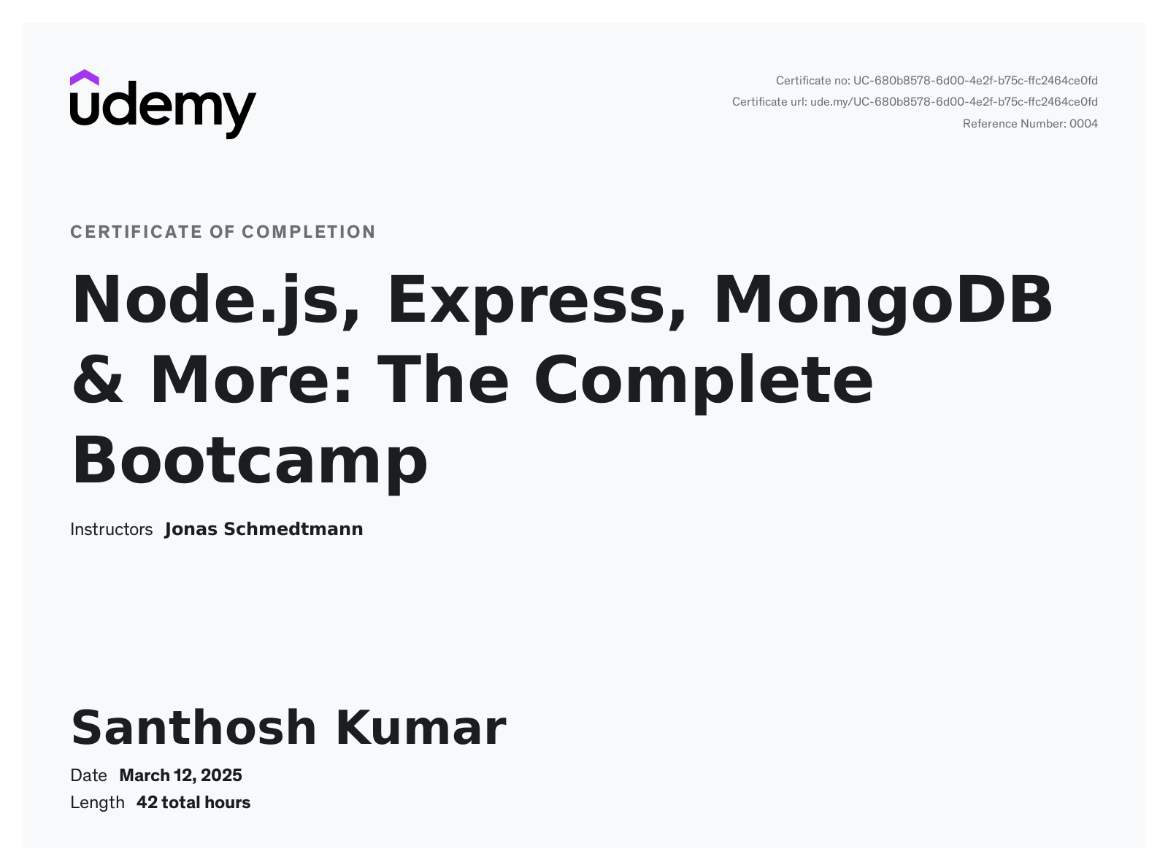 udemy
Certificate no: UC-680b8578-6d00-4e2f-b75c-ffc2464ce0fd
Certificate url: ude.my/UC-680b8578-6d00-4e2f-b75c-ffc2464ce0fd
Reference Number: 0004
CERTIFICATE OF COMPLETION
Node.js, Express, MongoDB
& More: The Complete
Bootcamp
Instructors Jonas Schmedtmann
Santhosh Kumar
Date March 12, 2025
Length 42 total hours